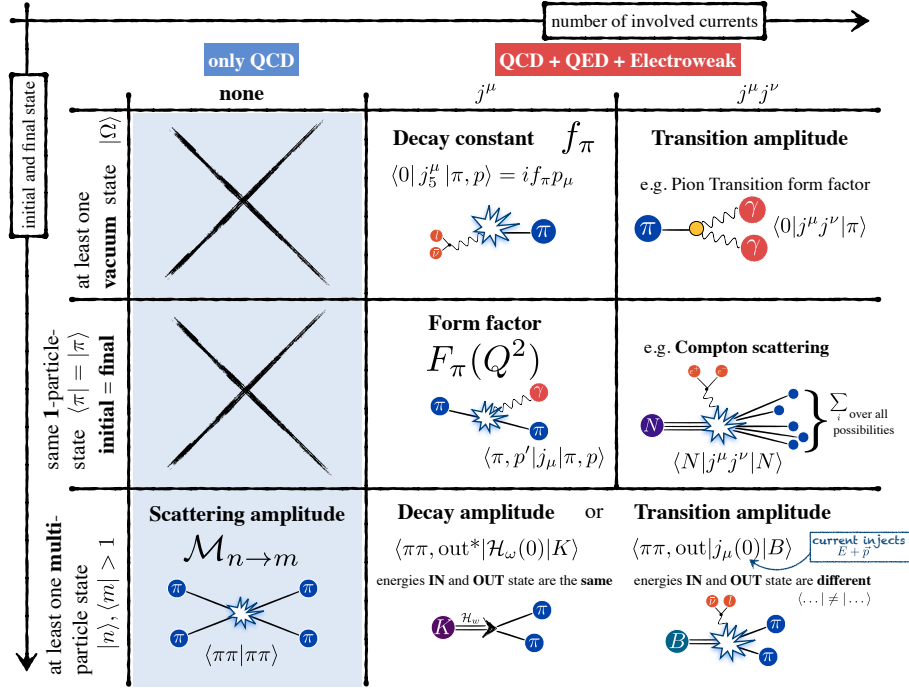 number of involved currents
only QCD
QCD + QED + Electroweak
none
j^μ
j^μ j^ν
initial and final state
at least one
vacuum state |Ω⟩
Decay constant f_π
⟨0| j_5^μ |π, p⟩ = i f_π p_μ
l
ν̄
π
Transition amplitude
e.g. Pion Transition form factor
π
γ
γ
⟨0|j^μ j^ν|π⟩
same 1-particle-
state ⟨π| = |π⟩
initial = final
Form factor
F_π(Q²)
π
γ
π
⟨π, p′|j_μ|π, p⟩
e.g. Compton scattering
e⁻
N
∑_i over all
possibilities
⟨N|j^μ j^ν|N⟩
at least one multi-
particle state
|n⟩, ⟨m| > 1
Scattering amplitude
M_{n→m}
π
π
π
π
⟨ππ|ππ⟩
Decay amplitude or Transition amplitude
⟨ππ, out*|H_ω(0)|K⟩
energies IN and OUT state are the same
K
H_w
π
π
⟨ππ, out|j_μ(0)|B⟩
current injects
E + p⃗
energies IN and OUT state are different
⟨…| ≠ |…⟩
ν̄
l
B
π
π